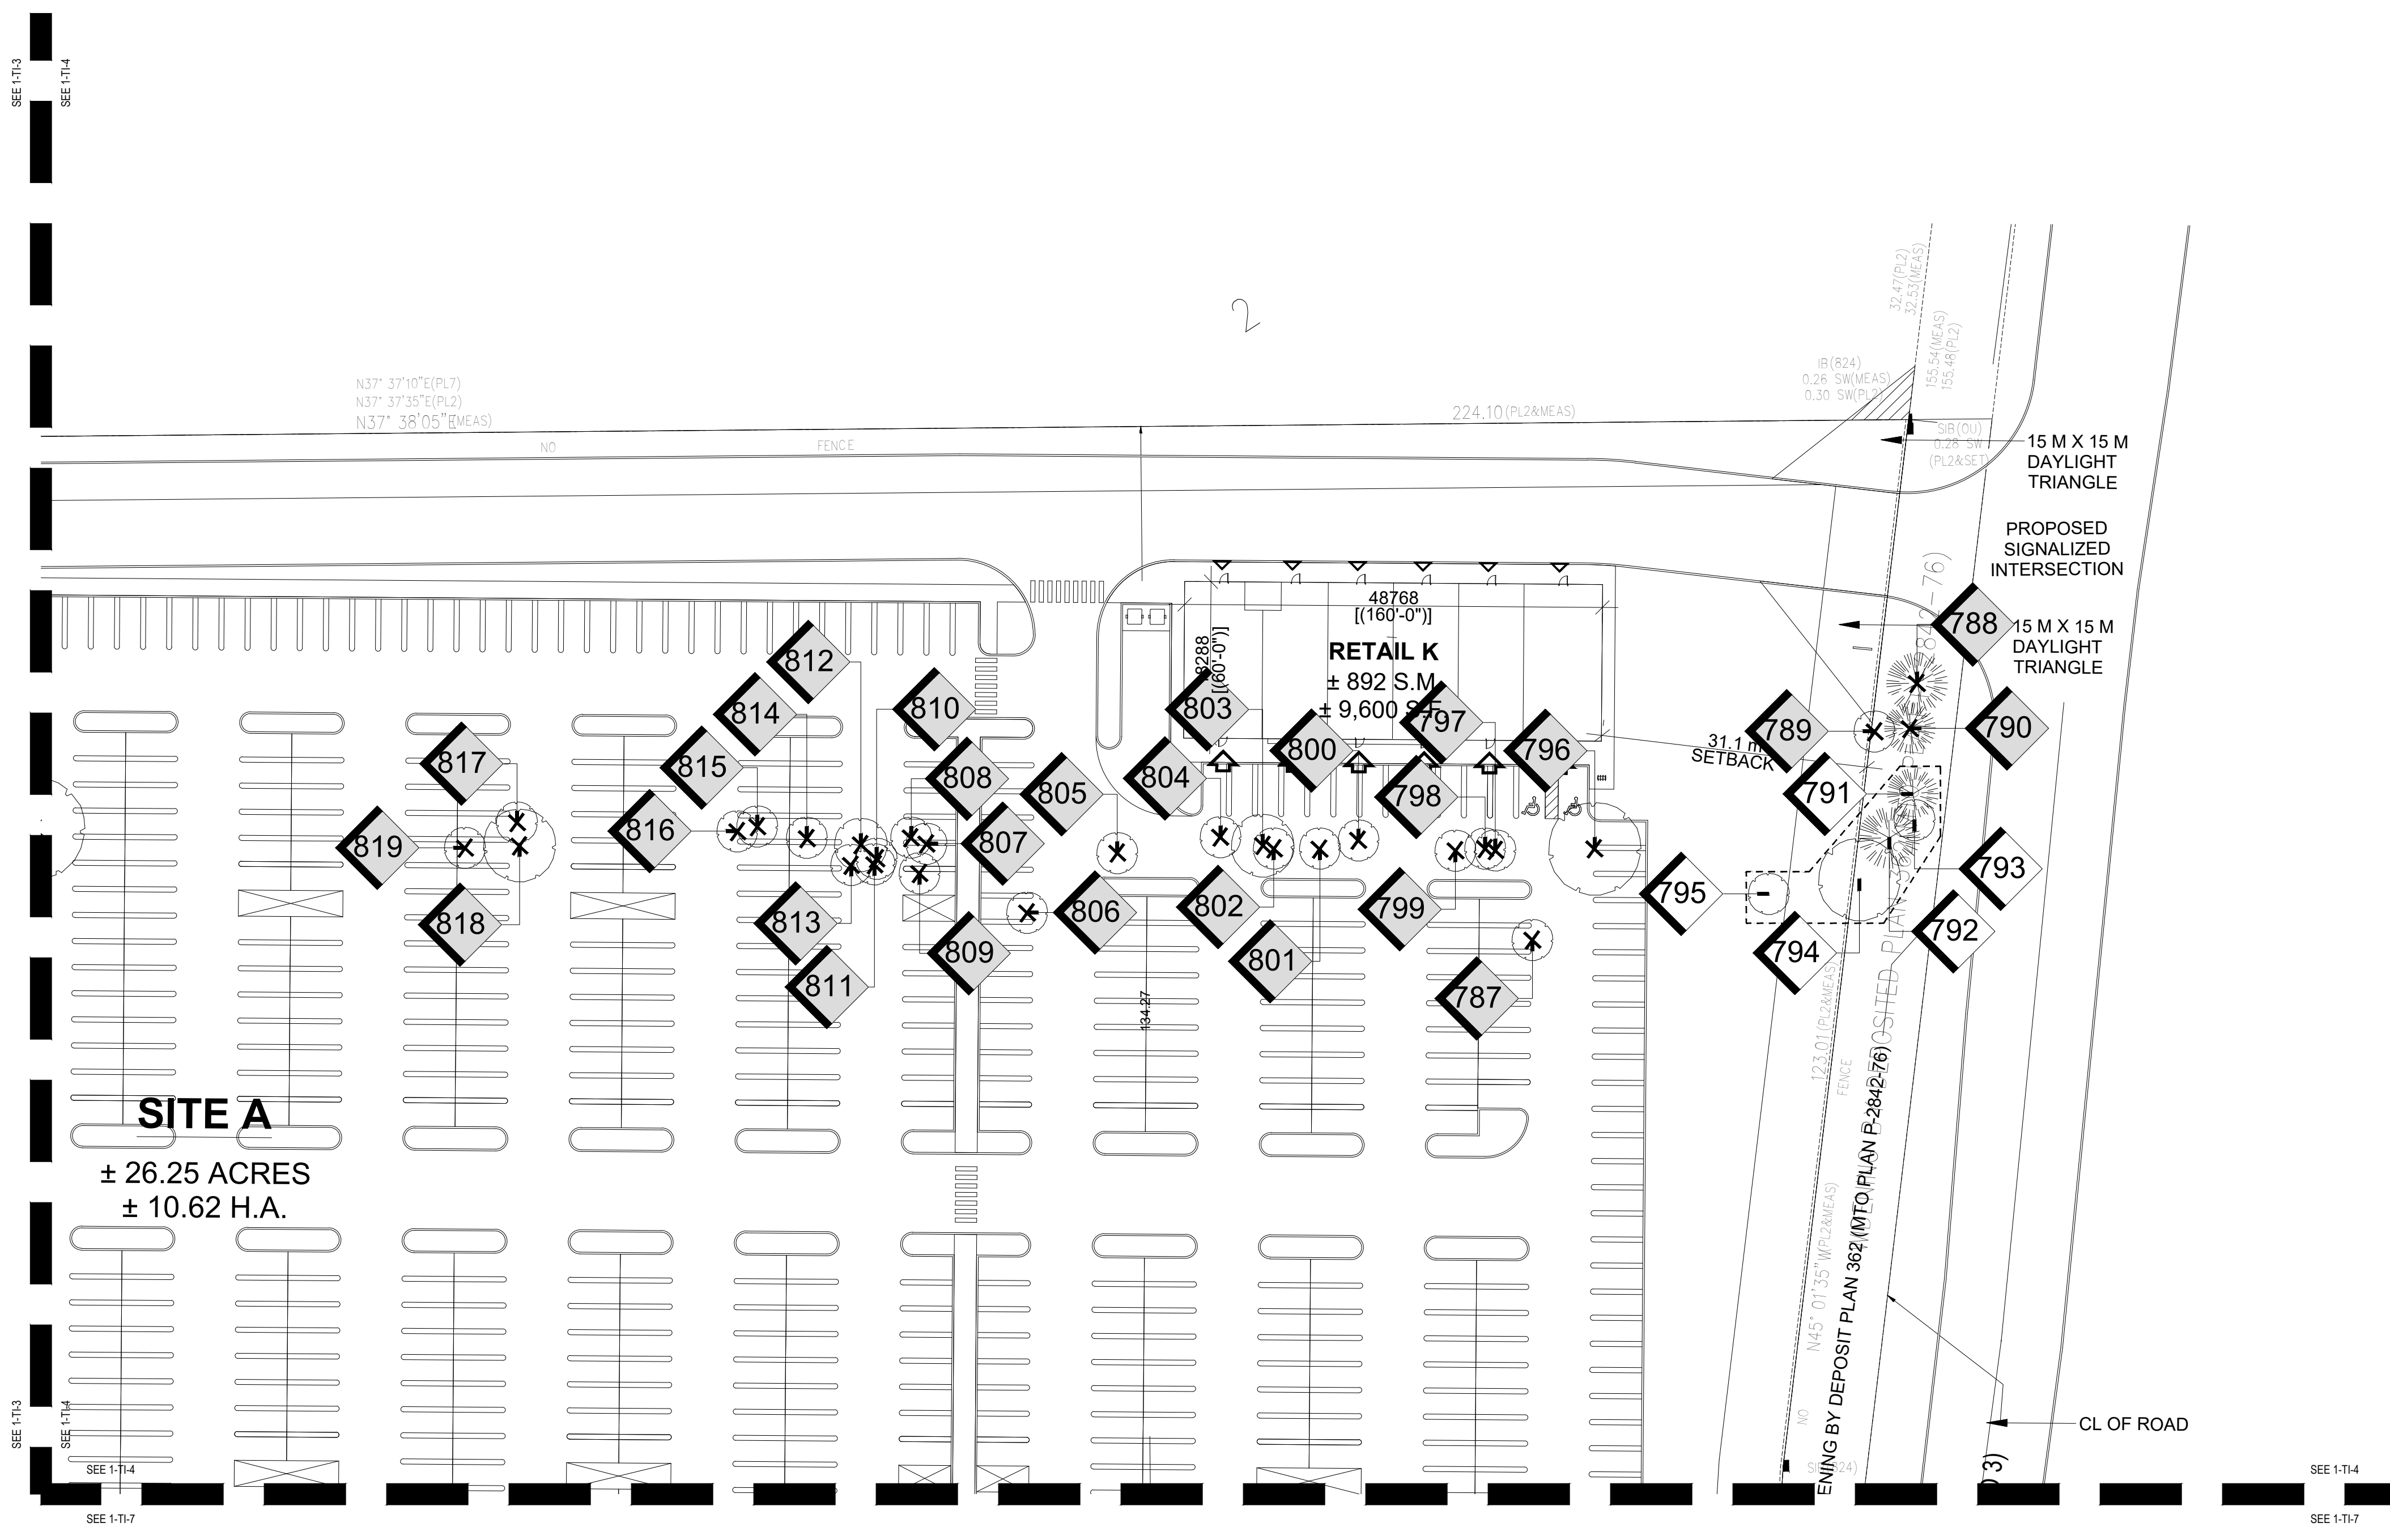 SEE 1-TI-3
SEE 1-TI-4
2
32.47(PL2)
32.53(MEAS)
155.54(MEAS)
155.48(PL2)
IB(824)
0.26 SW(MEAS)
0.30 SW(PL2)
N37° 37'10"E(PL7)
N37° 37'35"E(PL2)
N37° 38'05"E(MEAS)
224.10(PL2&MEAS)
NO
FENCE
SIB(OU)
0.28 SW
(PL2&SET)
15 M X 15 M
DAYLIGHT
TRIANGLE
PROPOSED
SIGNALIZED
INTERSECTION
15 M X 15 M
DAYLIGHT
TRIANGLE
48768
[(160'-0")]
[(60'-0")]
RETAIL K
± 892 S.M.
± 9,600 S.F.
31.1 m
SETBACK
788
789
790
791
792
793
794
795
796
797
798
799
800
801
802
803
804
805
806
807
808
809
810
811
812
813
814
815
816
817
818
819
787
134.27
SITE A
± 26.25 ACRES
± 10.62 H.A.
123.01(PL2&MEAS)
FENCE
N45° 01'35"W(PL2&MEAS)
NO
ENING BY DEPOSIT PLAN 362 (MTO PLAN P-2842-76)
CL OF ROAD
SEE 1-TI-3
SEE 1-TI-4
SEE 1-TI-4
SEE 1-TI-7
SEE 1-TI-4
SEE 1-TI-7